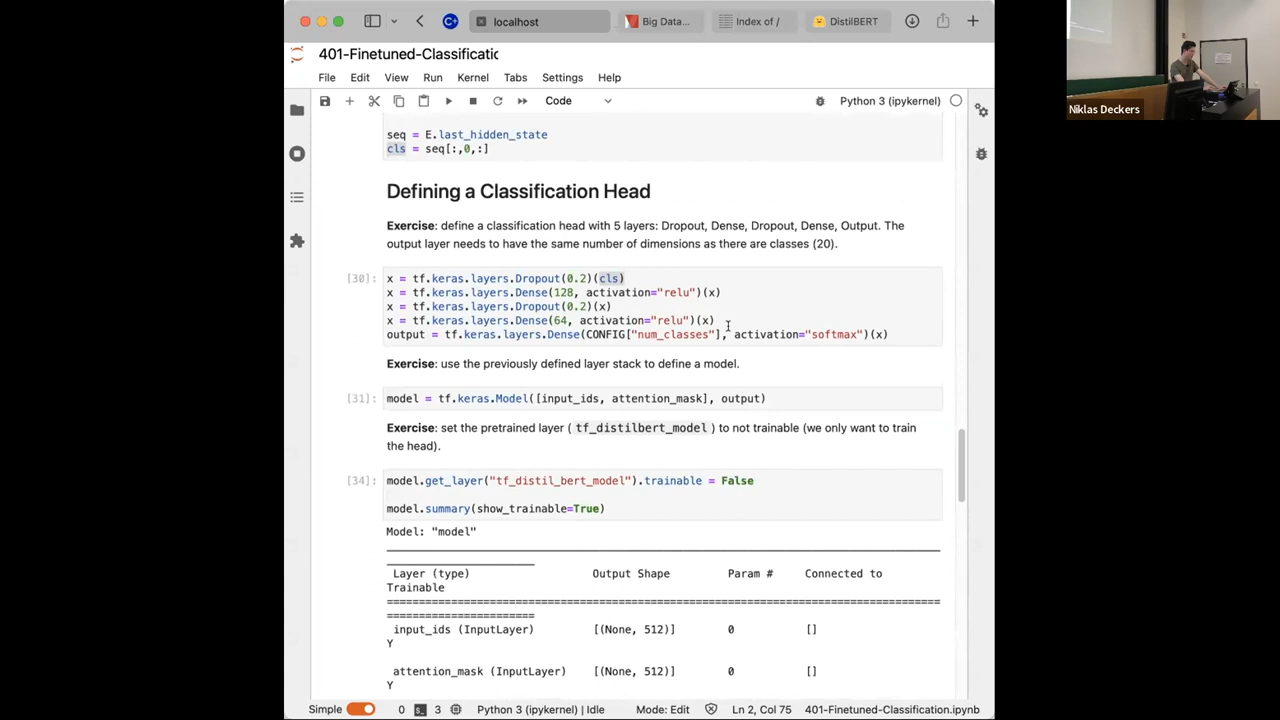 localhost
Big Data...
Index of /
DistilBERT
401-Finetuned-Classificatic
File Edit View Run Kernel Tabs Settings Help
Code
Python 3 (ipykernel)
Niklas Deckers
seq = E.last_hidden_state
cls = seq[:,0,:]
Defining a Classification Head
Exercise: define a classification head with 5 layers: Dropout, Dense, Dropout, Dense, Output. The
output layer needs to have the same number of dimensions as there are classes (20).
[30]: x = tf.keras.layers.Dropout(0.2)(cls)
x = tf.keras.layers.Dense(128, activation="relu")(x)
x = tf.keras.layers.Dropout(0.2)(x)
x = tf.keras.layers.Dense(64, activation="relu")(x)
output = tf.keras.layers.Dense(CONFIG["num_classes"], activation="softmax")(x)
Exercise: use the previously defined layer stack to define a model.
[31]: model = tf.keras.Model([input_ids, attention_mask], output)
Exercise: set the pretrained layer ( tf_distilbert_model ) to not trainable (we only want to train
the head).
[34]: model.get_layer("tf_distil_bert_model").trainable = False
model.summary(show_trainable=True)
Model: "model"
Layer (type) Output Shape Param # Connected to
Trainable
input_ids (InputLayer) [(None, 512)] 0 []
Y
attention_mask (InputLayer) [(None, 512)] 0 []
Y
Simple 0 3 Python 3 (ipykernel) | Idle Mode: Edit Ln 2, Col 75 401-Finetuned-Classification.ipynb